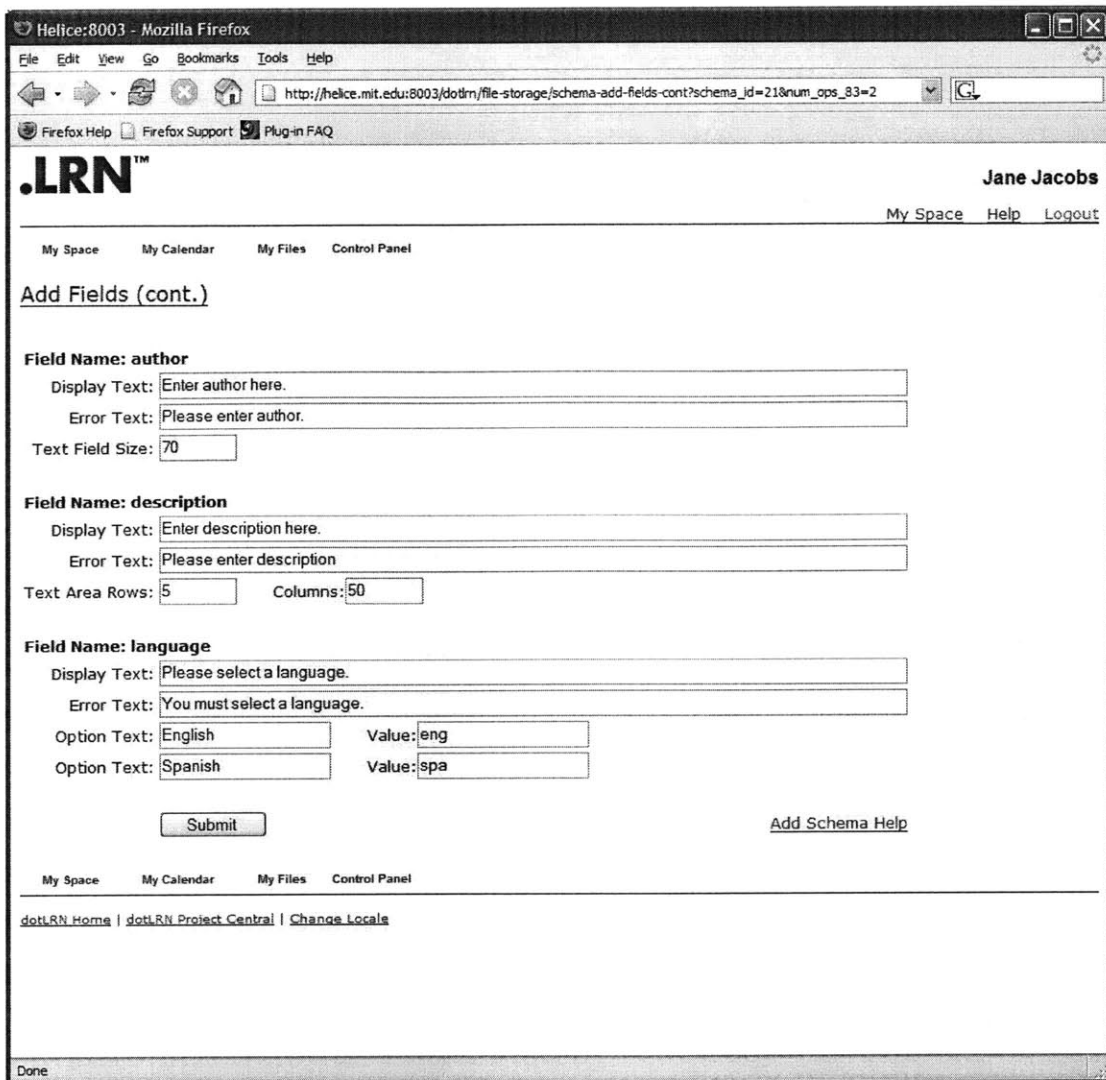 Helice:8003 - Mozilla Firefox
File Edit View Go Bookmarks Tools Help
http://helice.mit.edu:8003/dotlrn/file-storage/schema-add-fields-cont?schema_id=21&num_ops_83=2
G
Firefox Help Firefox Support Plug-in FAQ
.LRN™
Jane Jacobs
My Space Help Logout
My Space My Calendar My Files Control Panel
Add Fields (cont.)
Field Name: author
Display Text: Enter author here.
Error Text: Please enter author.
Text Field Size: 70
Field Name: description
Display Text: Enter description here.
Error Text: Please enter description
Text Area Rows: 5 Columns: 50
Field Name: language
Display Text: Please select a language.
Error Text: You must select a language.
Option Text: English Value: eng
Option Text: Spanish Value: spa
Submit Add Schema Help
My Space My Calendar My Files Control Panel
dotLRN Home | dotLRN Project Central | Change Locale
Done